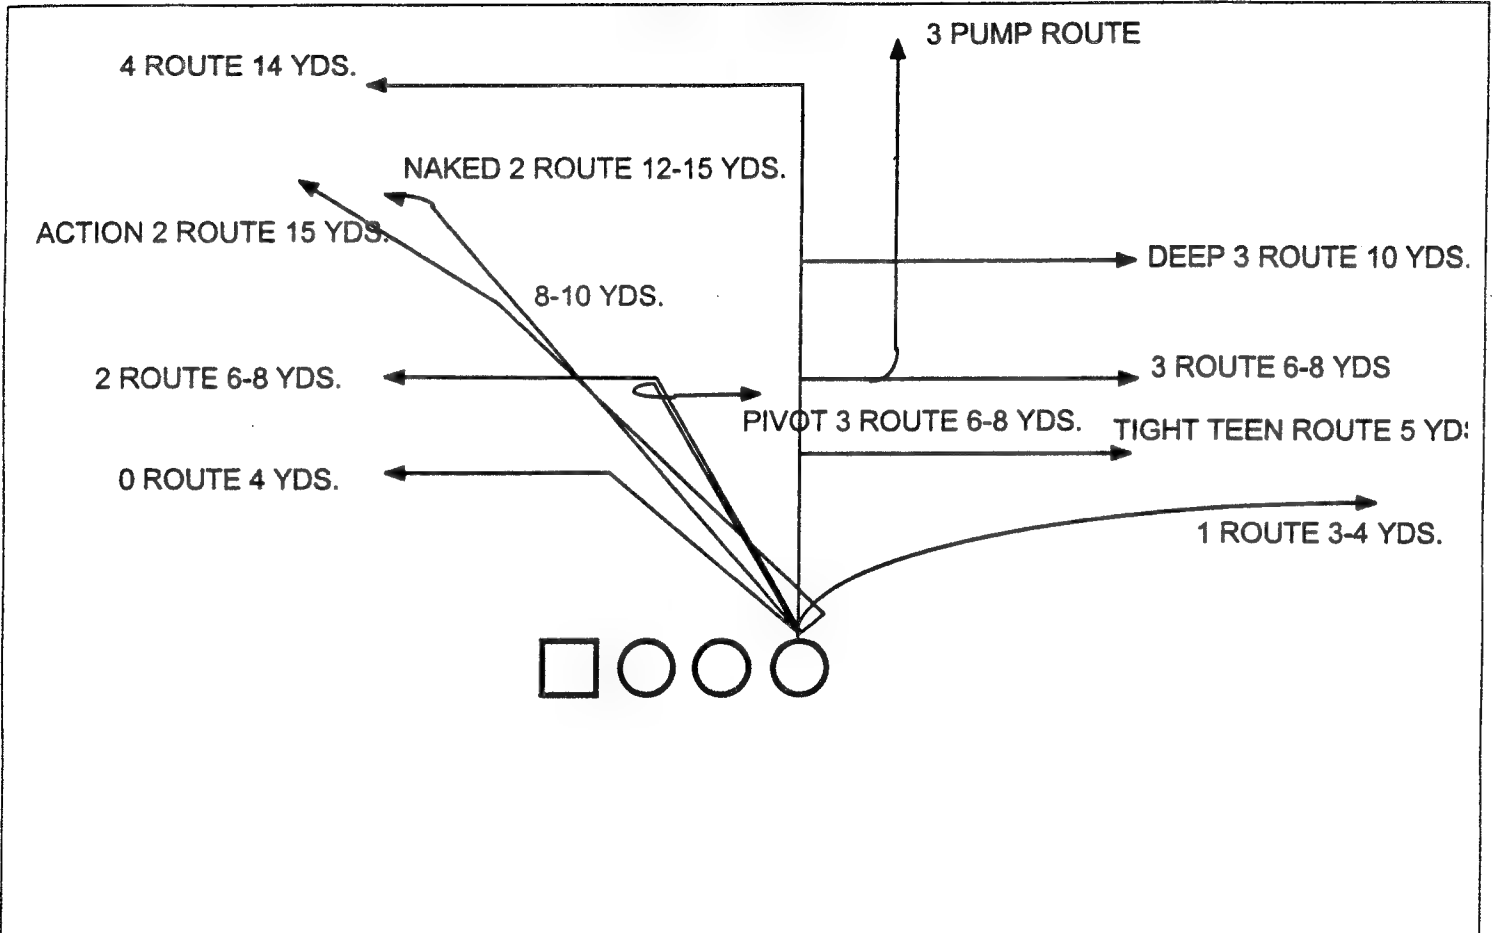 3 PUMP ROUTE
4 ROUTE 14 YDS.
NAKED 2 ROUTE 12-15 YDS.
ACTION 2 ROUTE 15 YDS.
DEEP 3 ROUTE 10 YDS.
8-10 YDS.
2 ROUTE 6-8 YDS.
3 ROUTE 6-8 YDS
PIVOT 3 ROUTE 6-8 YDS.
TIGHT TEEN ROUTE 5 YD
0 ROUTE 4 YDS.
1 ROUTE 3-4 YDS.